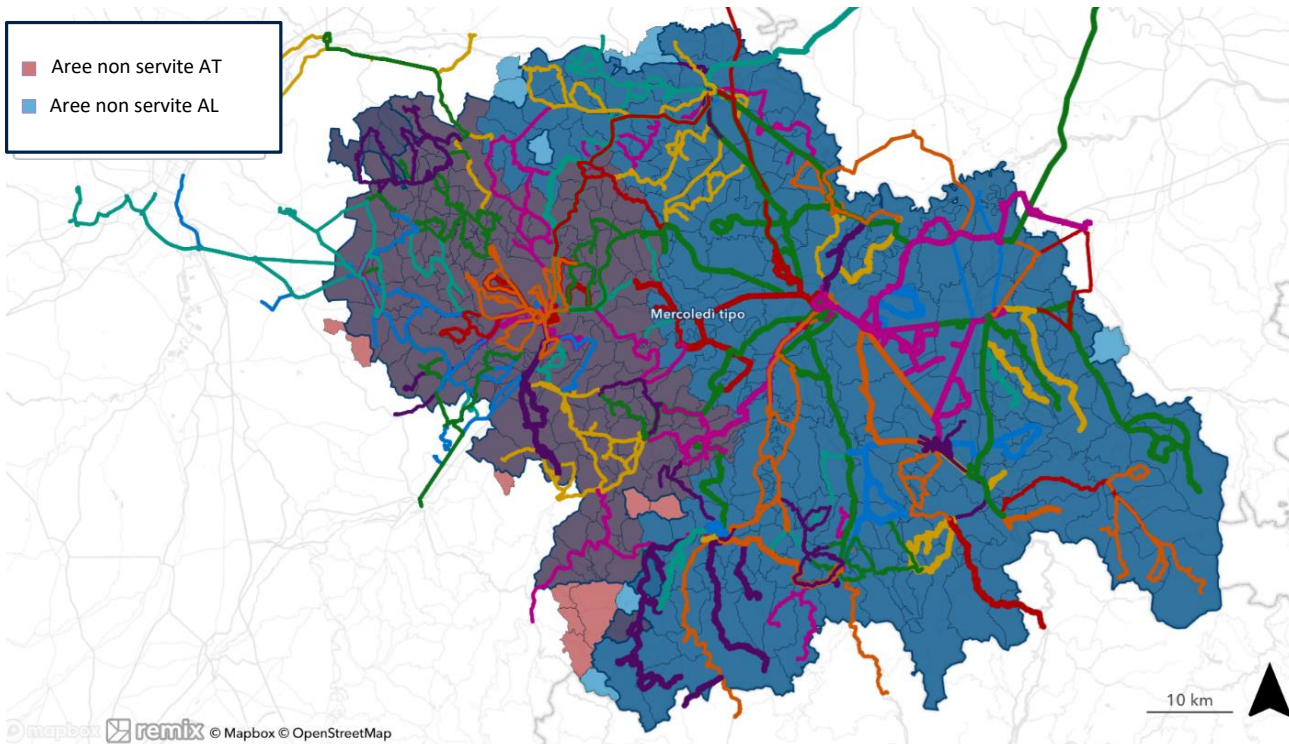 Aree non servite AT
Aree non servite AL
Mercoledì tipo
10 km
mapbox remix © Mapbox © OpenStreetMap